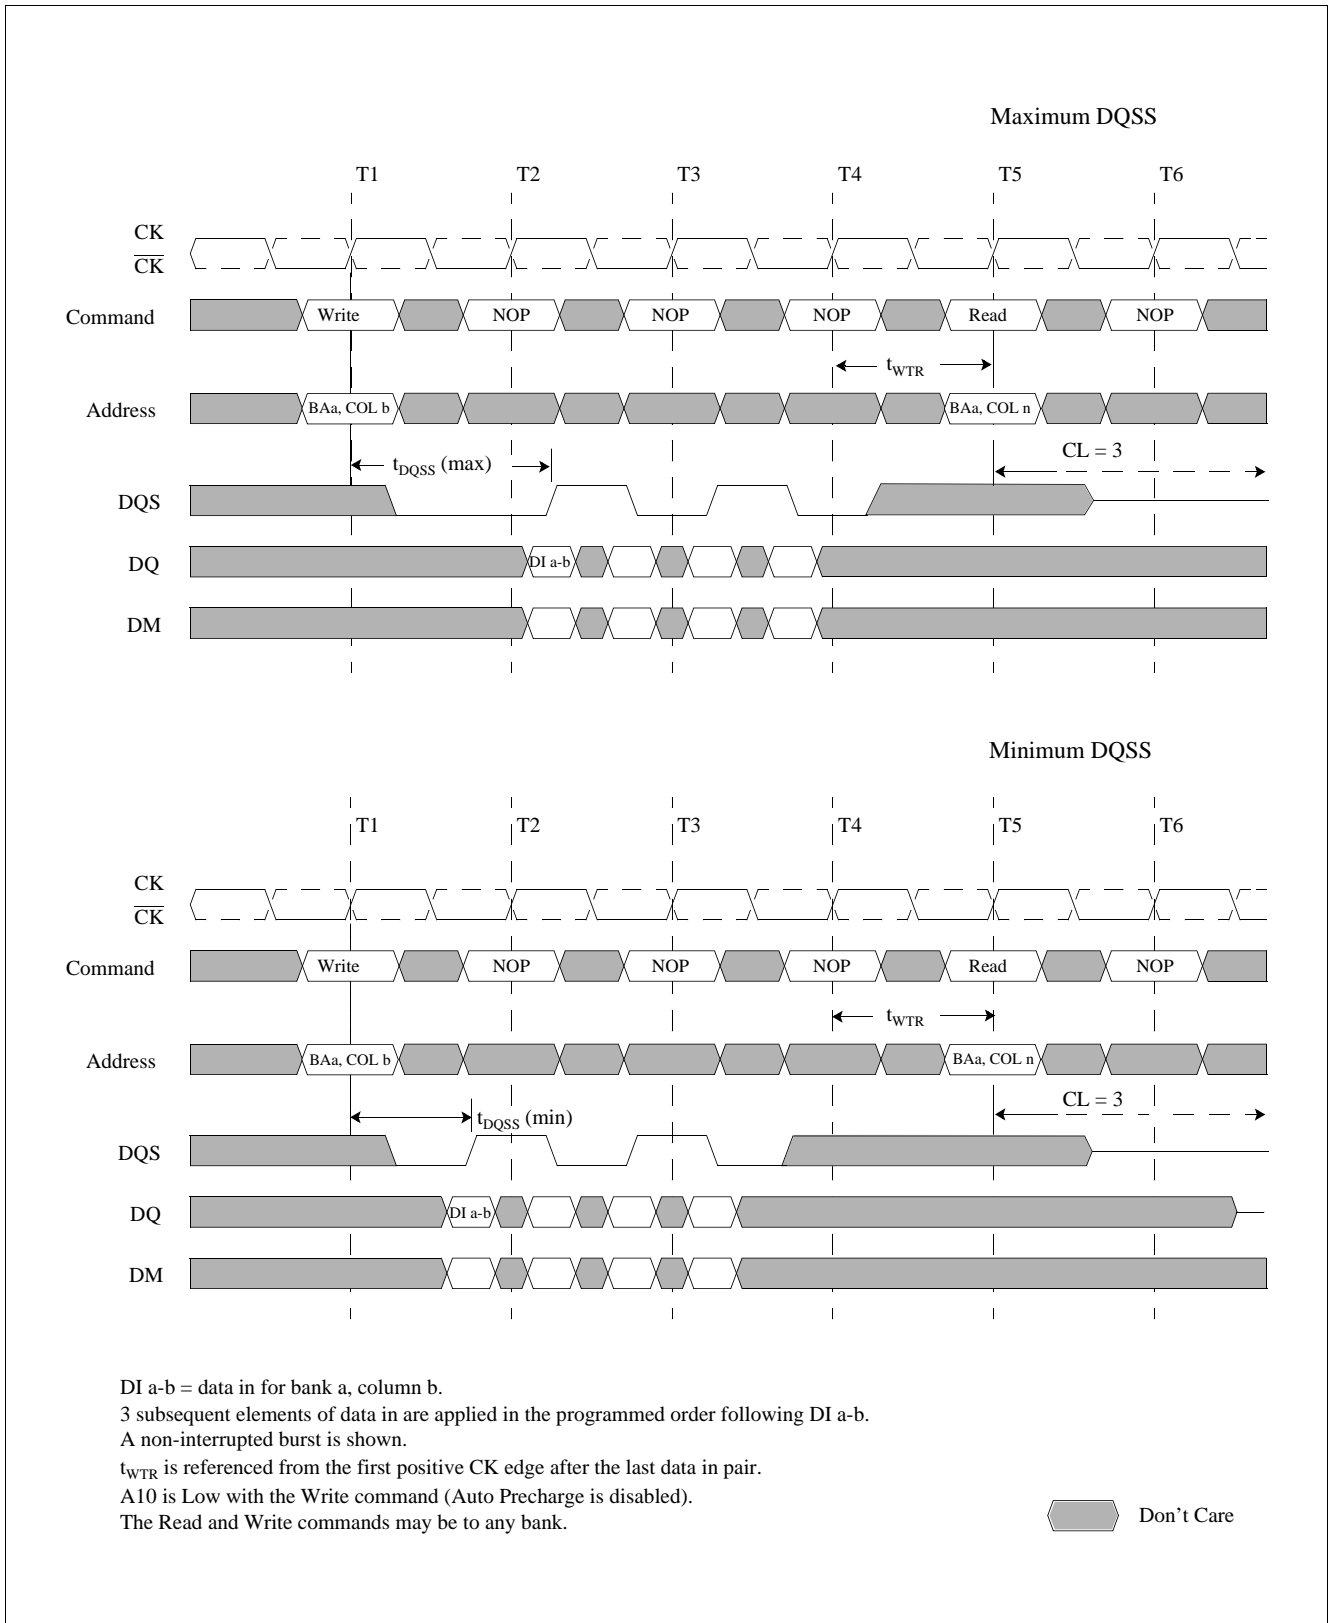 Maximum DQSS
T1 T2 T3 T4 T5 T6
CK
CK
Command Write NOP NOP NOP Read NOP
tWTR
Address BAa, COL b BAa, COL n
tDQSS (max) CL = 3
DQS
DQ DI a-b
DM
Minimum DQSS
T1 T2 T3 T4 T5 T6
CK
CK
Command Write NOP NOP NOP Read NOP
tWTR
Address BAa, COL b BAa, COL n
tDQSS (min) CL = 3
DQS
DQ DI a-b
DM
DI a-b = data in for bank a, column b.
3 subsequent elements of data in are applied in the programmed order following DI a-b.
A non-interrupted burst is shown.
tWTR is referenced from the first positive CK edge after the last data in pair.
A10 is Low with the Write command (Auto Precharge is disabled).
The Read and Write commands may be to any bank.
Don't Care